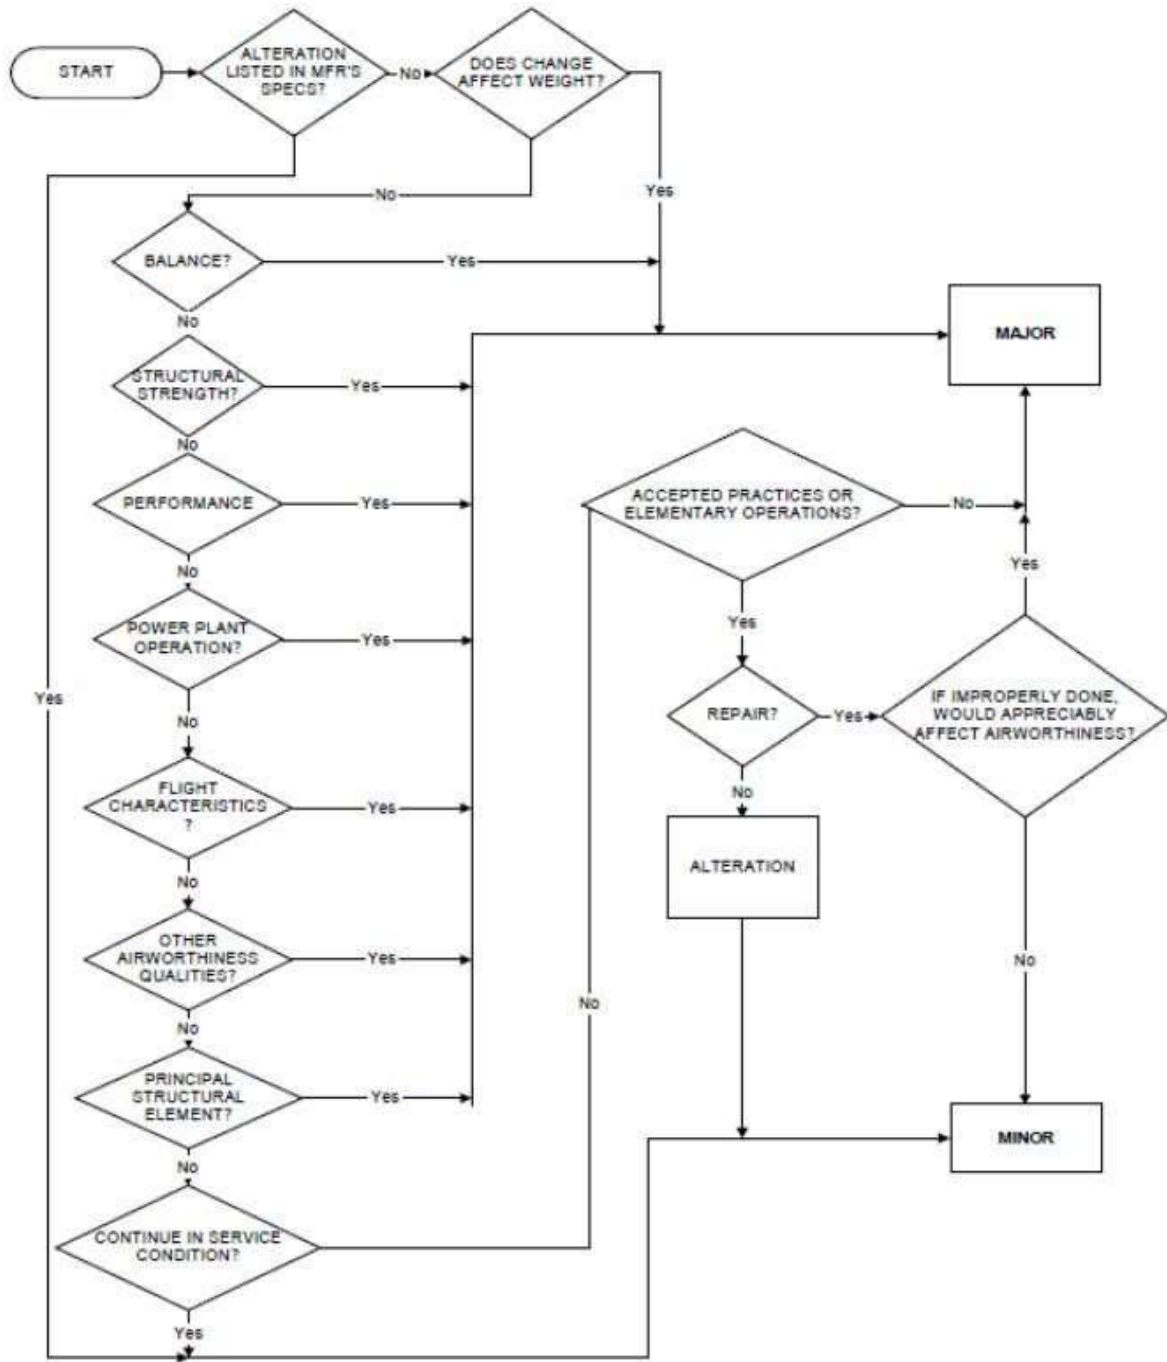 START
ALTERATION
LISTED IN MFR'S
SPECS?
No
DOES CHANGE
AFFECT WEIGHT?
Yes
No
BALANCE?
Yes
No
STRUCTURAL
STRENGTH?
Yes
No
PERFORMANCE
Yes
No
POWER PLANT
OPERATION?
Yes
No
FLIGHT
CHARACTERISTICS
?
Yes
No
OTHER
AIRWORTHINESS
QUALITIES?
Yes
No
PRINCIPAL
STRUCTURAL
ELEMENT?
Yes
No
CONTINUE IN SERVICE
CONDITION?
Yes
Yes
No
ACCEPTED PRACTICES OR
ELEMENTARY OPERATIONS?
No
Yes
REPAIR?
Yes
No
ALTERATION
IF IMPROPERLY DONE,
WOULD APPRECIABLY
AFFECT AIRWORTHINESS?
Yes
No
MAJOR
MINOR